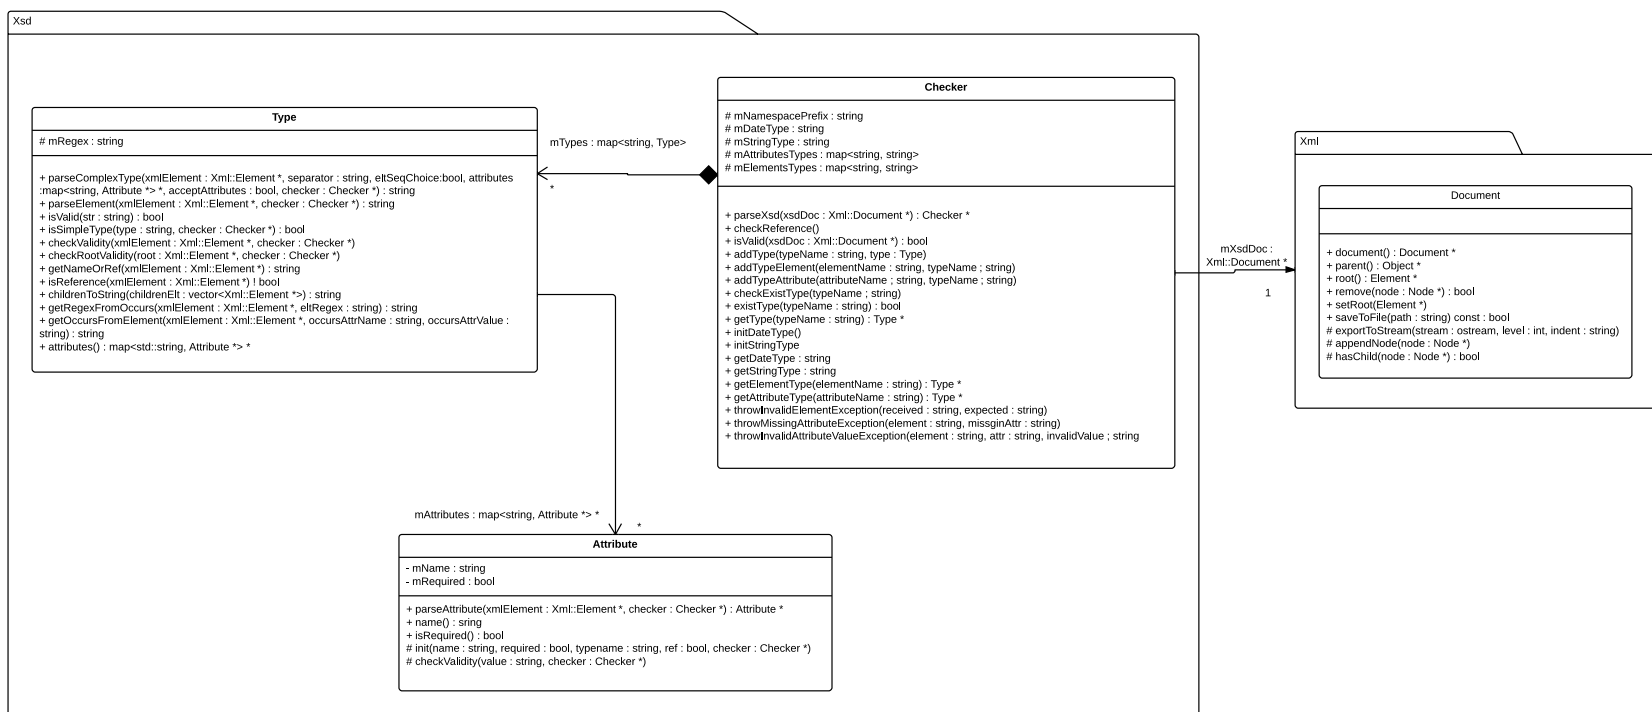 Xsd
Type
# mRegex : string
+ parseComplexType(xmlElement : Xml::Element *, separator : string, eltSeqChoice:bool, attributes
:map<string, Attribute *> *, acceptAttributes : bool, checker : Checker *) : string
+ parseElement(xmlElement : Xml::Element *, checker : Checker *) : string
+ isValid(str : string) : bool
+ isSimpleType(type : string, checker : Checker *) : bool
+ checkValidity(xmlElement : Xml::Element *, checker : Checker *)
+ checkRootValidity(root : Xml::Element *, checker : Checker *)
+ getNameOrRef(xmlElement : Xml::Element *) : string
+ isReference(xmlElement : Xml::Element *) ! bool
+ childrenToString(childrenElt : vector<Xml::Element *>) : string
+ getRegexFromOccurs(xmlElement : Xml::Element *, eltRegex : string) : string
+ getOccursFromElement(xmlElement : Xml::Element *, occursAttrName : string, occursAttrValue :
string) : string
+ attributes() : map<std::string, Attribute *> *
mTypes : map<string, Type>
*
Checker
# mNamespacePrefix : string
# mDateType : string
# mStringType : string
# mAttributesTypes : map<string, string>
# mElementsTypes : map<string, string>
+ parseXsd(xsdDoc : Xml::Document *) : Checker *
+ checkReference()
+ isValid(xsdDoc : Xml::Document *) : bool
+ addType(typeName : string, type : Type)
+ addTypeElement(elementName : string, typeName ; string)
+ addTypeAttribute(attributeName : string, typeName ; string)
+ checkExistType(typeName ; string)
+ existType(typeName : string) : bool
+ getType(typeName : string) : Type *
+ initDateType()
+ initStringType
+ getDateType : string
+ getStringType : string
+ getElementType(elementName : string) : Type *
+ getAttributeType(attributeName : string) : Type *
+ throwInvalidElementException(received : string, expected : string)
+ throwMissingAttributeException(element : string, missginAttr : string)
+ throwInvalidAttributeValueException(element : string, attr : string, invalidValue ; string
mXsdDoc :
Xml::Document *
1
Xml
Document
+ document() : Document *
+ parent() : Object *
+ root() : Element *
+ remove(node : Node *) : bool
+ setRoot(Element *)
+ saveToFile(path : string) const : bool
# exportToStream(stream : ostream, level : int, indent : string)
# appendNode(node : Node *)
# hasChild(node : Node *) : bool
mAttributes : map<string, Attribute *> *
*
Attribute
- mName : string
- mRequired : bool
+ parseAttribute(xmlElement : Xml::Element *, checker : Checker *) : Attribute *
+ name() : sring
+ isRequired() : bool
# init(name : string, required : bool, typename : string, ref : bool, checker : Checker *)
# checkValidity(value : string, checker : Checker *)